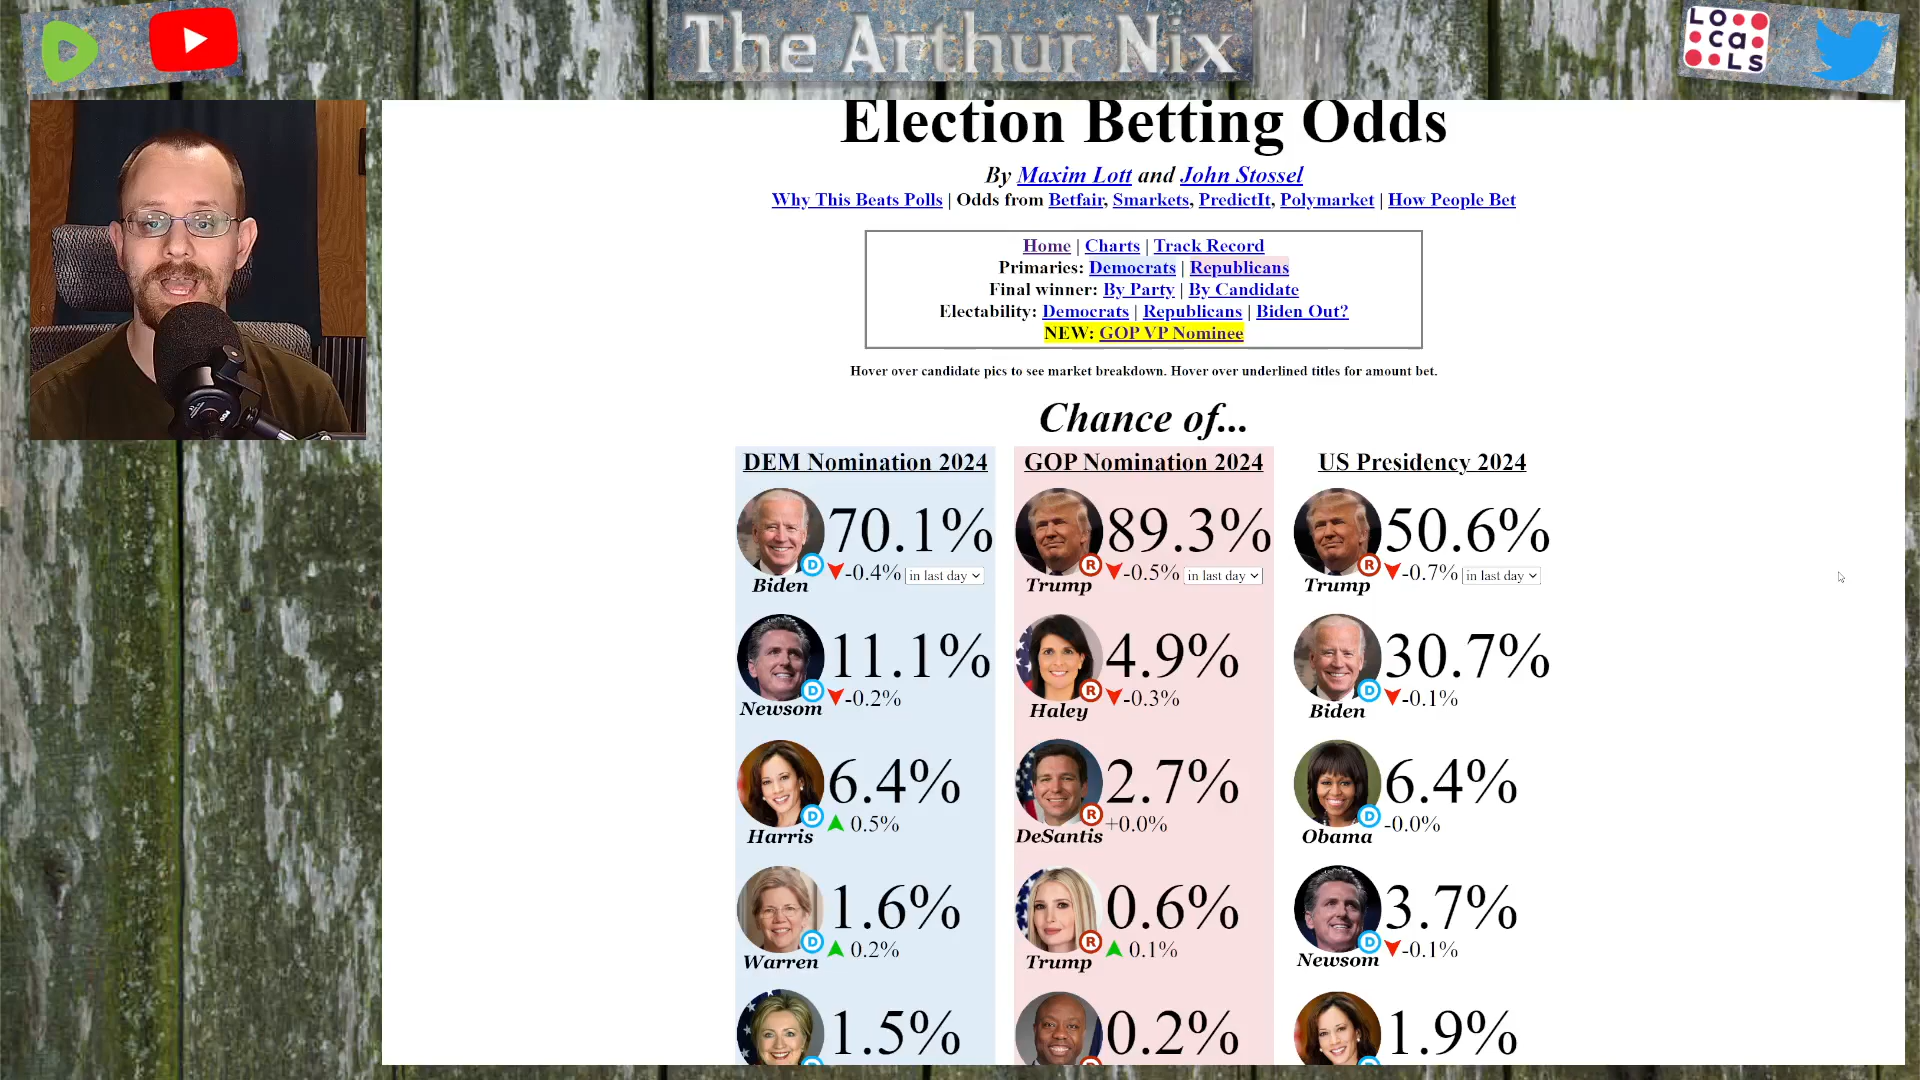 The Arthur Nix
LOcaLS
Election Betting Odds
By Maxim Lott and John Stossel
Why This Beats Polls | Odds from Betfair, Smarkets, PredictIt, Polymarket | How People Bet
Home | Charts | Track Record
Primaries: Democrats | Republicans
Final winner: By Party | By Candidate
Electability: Democrats | Republicans | Biden Out?
NEW: GOP VP Nominee
Hover over candidate pics to see market breakdown. Hover over underlined titles for amount bet.
Chance of...
DEM Nomination 2024
D
Biden
70.1%
-0.4% in last day
D
Newsom
11.1%
-0.2%
D
Harris
6.4%
0.5%
D
Warren
1.6%
0.2%
1.5%
GOP Nomination 2024
R
Trump
89.3%
-0.5% in last day
R
Haley
4.9%
-0.3%
R
DeSantis
2.7%
+0.0%
R
Trump
0.6%
0.1%
0.2%
US Presidency 2024
R
Trump
50.6%
-0.7% in last day
D
Biden
30.7%
-0.1%
D
Obama
6.4%
-0.0%
D
Newsom
3.7%
-0.1%
1.9%